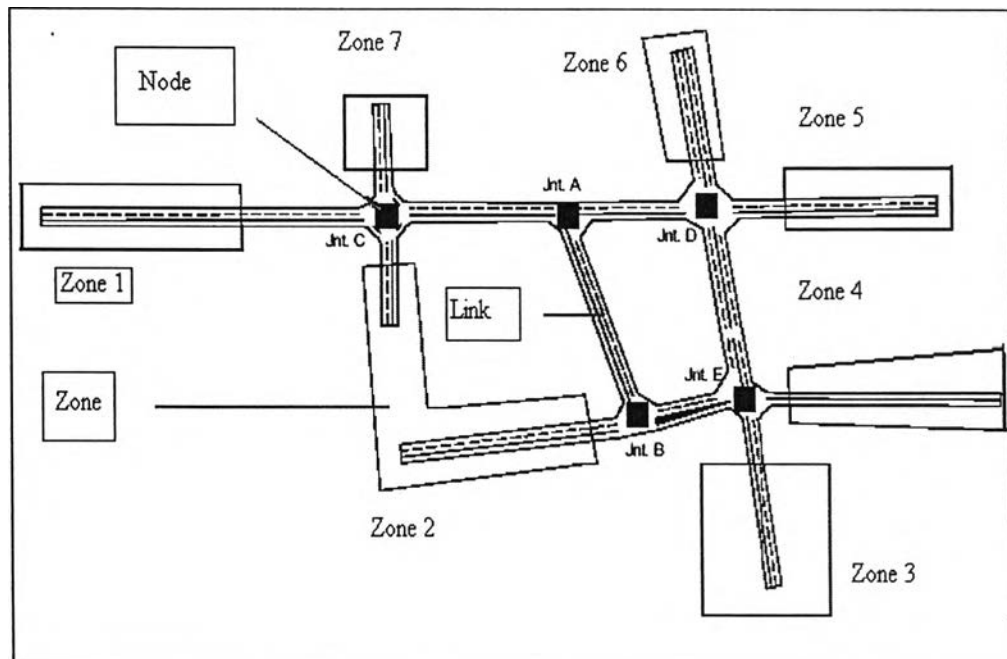 Zone 7
Node
Zone 6
Zone 5
Jnt. A
Jnt. C
Jnt. D
Zone 1
Zone 4
Link
Zone
Jnt. E
Jnt. B
Zone 2
Zone 3